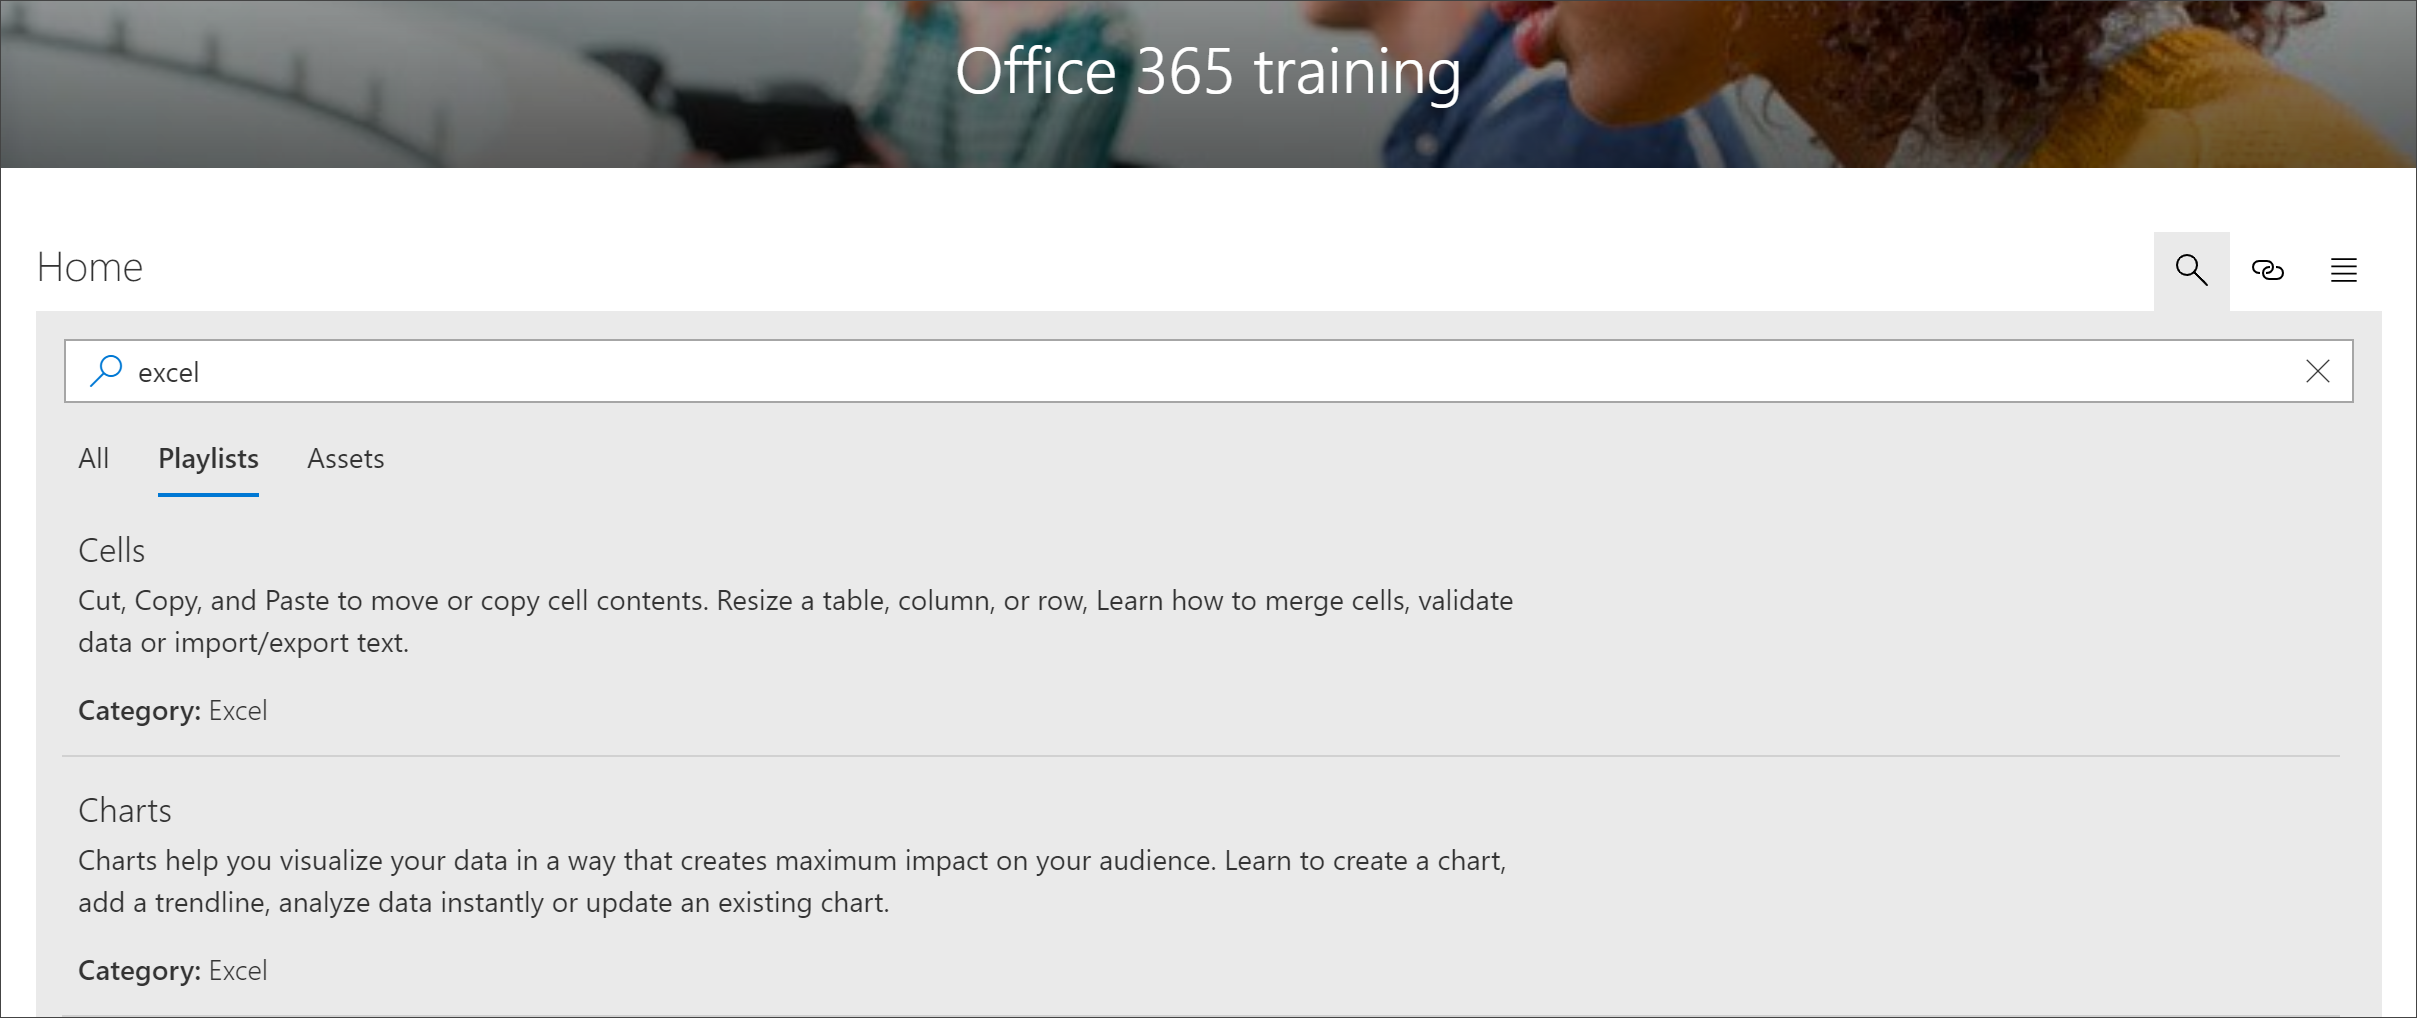 Office 365 training
Home
excel
All Playlists Assets
Cells
Cut, Copy, and Paste to move or copy cell contents. Resize a table, column, or row, Learn how to merge cells, validate
data or import/export text.
Category: Excel
Charts
Charts help you visualize your data in a way that creates maximum impact on your audience. Learn to create a chart,
add a trendline, analyze data instantly or update an existing chart.
Category: Excel